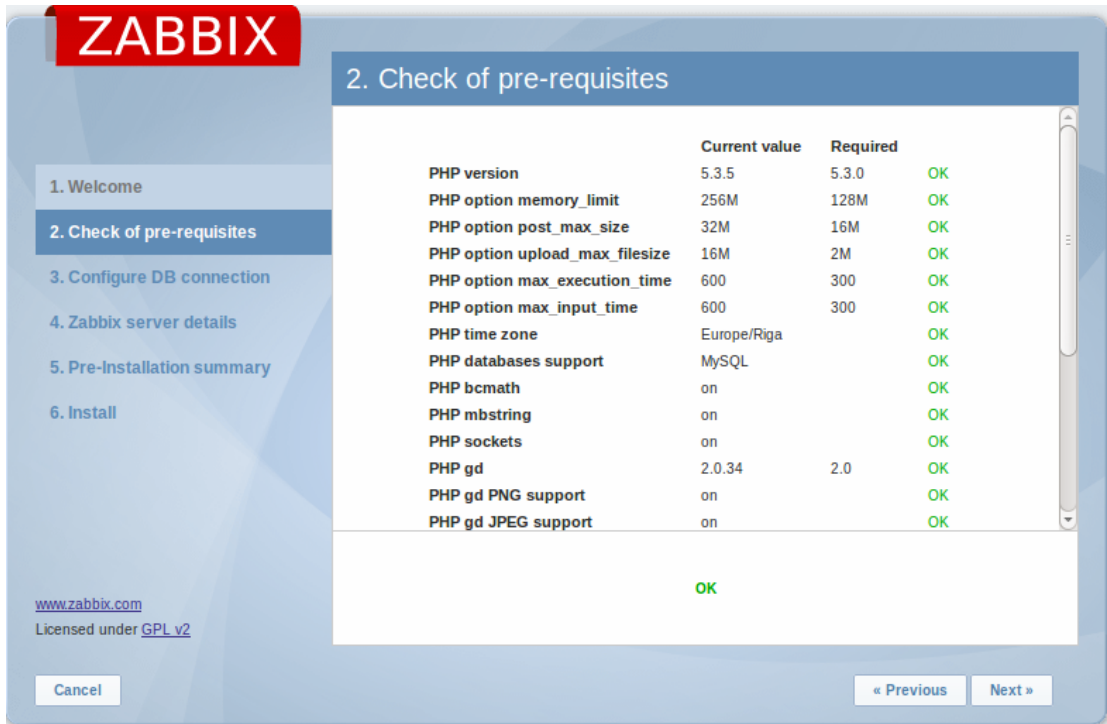 ZABBIX
2. Check of pre-requisites
1. Welcome
2. Check of pre-requisites
3. Configure DB connection
4. Zabbix server details
5. Pre-Installation summary
6. Install
Current value Required
PHP version 5.3.5 5.3.0 OK
PHP option memory_limit 256M 128M OK
PHP option post_max_size 32M 16M OK
PHP option upload_max_filesize 16M 2M OK
PHP option max_execution_time 600 300 OK
PHP option max_input_time 600 300 OK
PHP time zone Europe/Riga OK
PHP databases support MySQL OK
PHP bcmath on OK
PHP mbstring on OK
PHP sockets on OK
PHP gd 2.0.34 2.0 OK
PHP gd PNG support on OK
PHP gd JPEG support on OK
OK
www.zabbix.com
Licensed under GPL v2
Cancel
« Previous
Next »